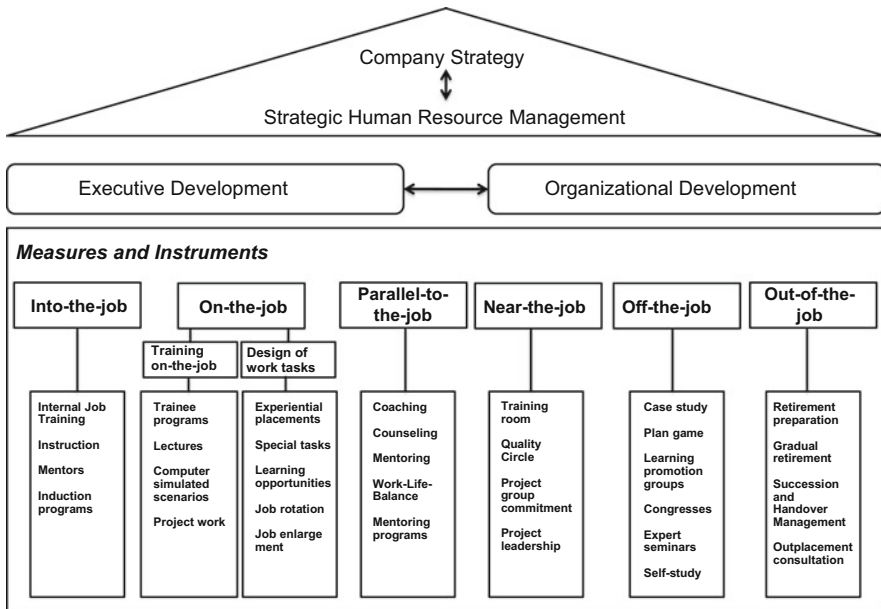 Company Strategy
Strategic Human Resource Management
Executive Development
Organizational Development
Measures and Instruments
Into-the-job
On-the-job
Parallel-to-
the-job
Near-the-job
Off-the-job
Out-of-the-
job
Training
on-the-job
Design of
work tasks
Internal Job
Training
Instruction
Mentors
Induction
programs
Trainee
programs
Lectures
Computer
simulated
scenarios
Project work
Experiential
placements
Special tasks
Learning
opportunities
Job rotation
Job enlarge
ment
Coaching
Counseling
Mentoring
Work-Life-
Balance
Mentoring
programs
Training
room
Quality
Circle
Project
group
commitment
Project
leadership
Case study
Plan game
Learning
promotion
groups
Congresses
Expert
seminars
Self-study
Retirement
preparation
Gradual
retirement
Succession
and
Handover
Management
Outplacement
consultation